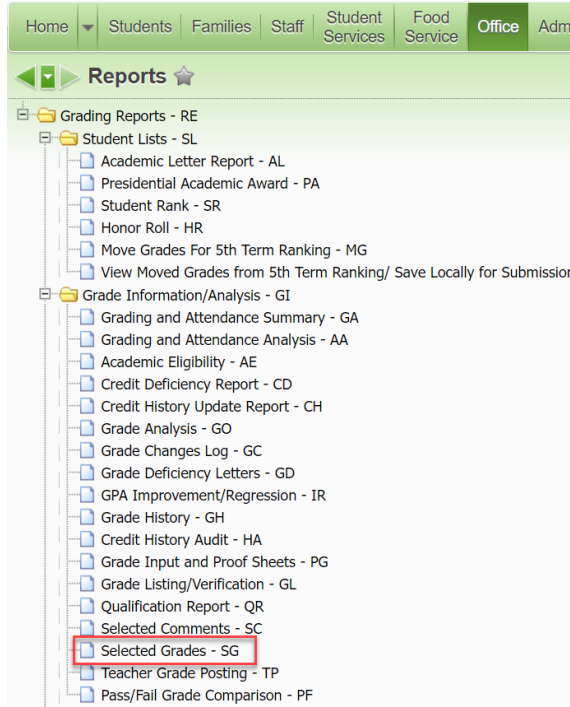 Home Students Families Staff Student Services Food Service Office Adm
Reports
Grading Reports - RE
Student Lists - SL
Academic Letter Report - AL
Presidential Academic Award - PA
Student Rank - SR
Honor Roll - HR
Move Grades For 5th Term Ranking - MG
View Moved Grades from 5th Term Ranking/ Save Locally for Submission
Grade Information/Analysis - GI
Grading and Attendance Summary - GA
Grading and Attendance Analysis - AA
Academic Eligibility - AE
Credit Deficiency Report - CD
Credit History Update Report - CH
Grade Analysis - GO
Grade Changes Log - GC
Grade Deficiency Letters - GD
GPA Improvement/Regression - IR
Grade History - GH
Credit History Audit - HA
Grade Input and Proof Sheets - PG
Grade Listing/Verification - GL
Qualification Report - QR
Selected Comments - SC
Selected Grades - SG
Teacher Grade Posting - TP
Pass/Fail Grade Comparison - PF